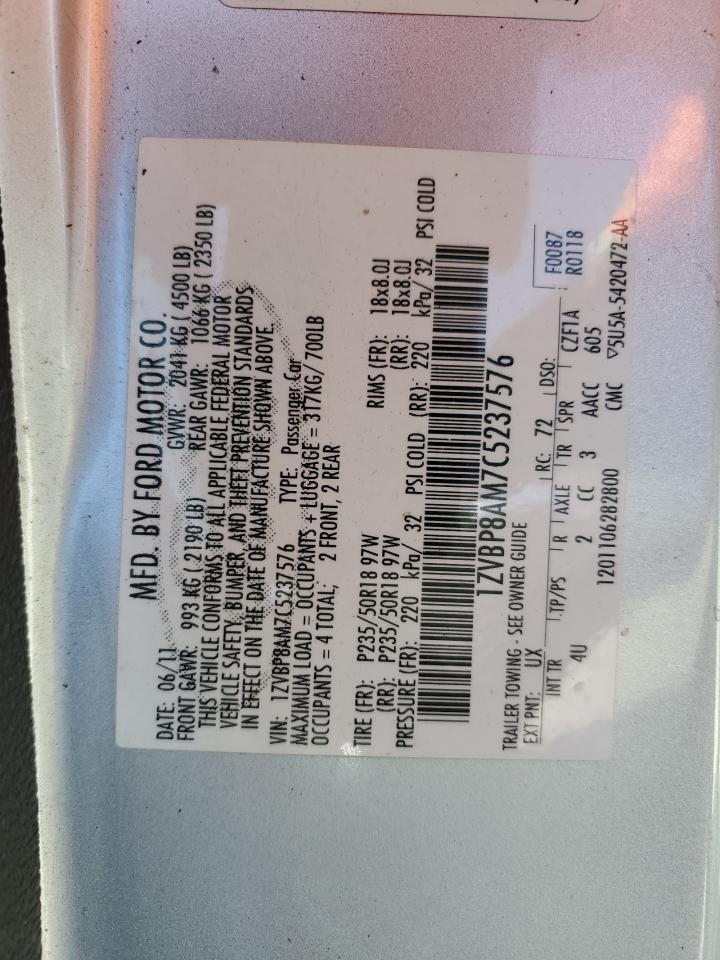 MFD. BY FORD MOTOR CO.
DATE: 06/11 GVWR: 2041 KG ( 4500 LB)
FRONT GAWR: 993 KG ( 2190 LB) REAR GAWR: 1066 KG ( 2350 LB)
THIS VEHICLE CONFORMS TO ALL APPLICABLE FEDERAL MOTOR
VEHICLE SAFETY, BUMPER, AND THEFT PREVENTION STANDARDS
IN EFFECT ON THE DATE OF MANUFACTURE SHOWN ABOVE.
VIN: 1ZVBP8AM7C5237576 TYPE: Passenger Car
MAXIMUM LOAD = OCCUPANTS + LUGGAGE = 317KG/ 700LB
OCCUPANTS = 4 TOTAL; 2 FRONT, 2 REAR
TIRE (FR): P235/50R18 97W RIMS (FR): 18x8.0J
(RR): P235/50R18 97W (RR): 18x8.0J
PRESSURE (FR): 220 kPa/ 32 PSI COLD (RR): 220 kPa/ 32 PSI COLD
1ZVBP8AM7C5237576
TRAILER TOWING - SEE OWNER GUIDE
EXT PNT: UX RC: 72 DSO: F0087
R0118
INT TR TP/PS R AXLE TR SPR CZF1A
4U 2 CC 3 AACC 605
12011106282800 CMC ▽5U5A-5420472-AA